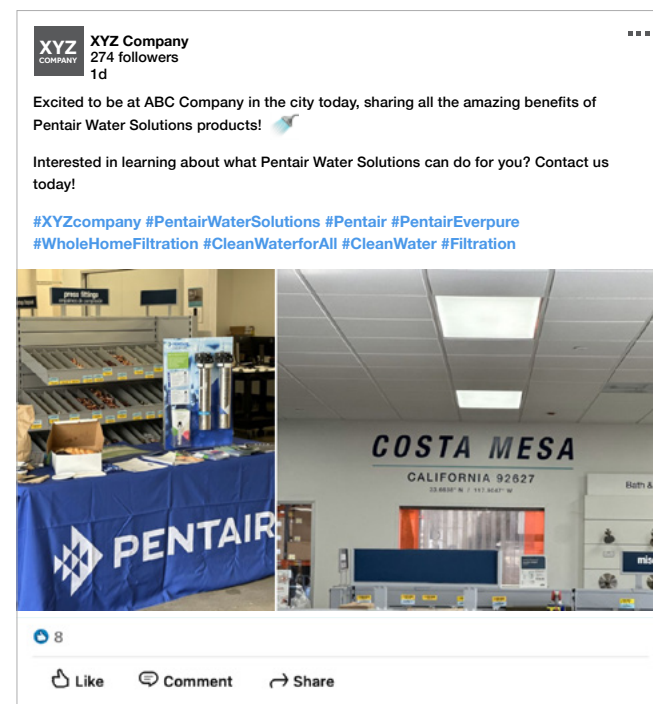 XYZ
COMPANY
XYZ Company
274 followers
1d
Excited to be at ABC Company in the city today, sharing all the amazing benefits of
Pentair Water Solutions products!
Interested in learning about what Pentair Water Solutions can do for you? Contact us
today!
#XYZcompany #PentairWaterSolutions #Pentair #PentairEverpure
#WholeHomeFiltration #CleanWaterforAll #CleanWater #Filtration
press fittings
PENTAIR
PENTAIR
COSTA MESA
CALIFORNIA 92627
Bath &
misc
8
Like
Comment
Share